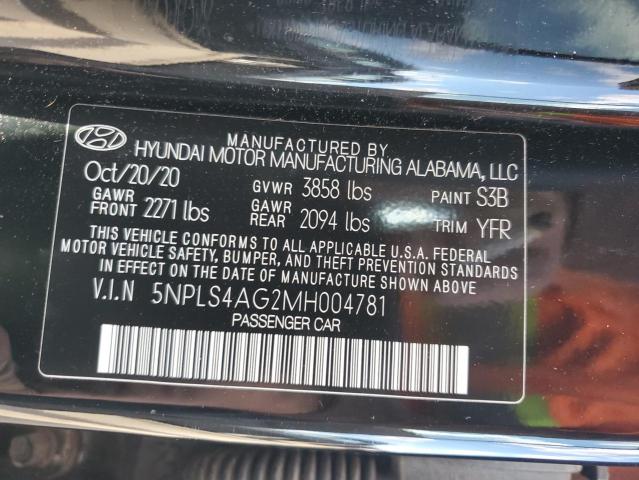 MANUFACTURED BY
HYUNDAI MOTOR MANUFACTURING ALABAMA, LLC
Oct/20/20 GVWR 3858 lbs PAINT S3B
GAWR FRONT 2271 lbs GAWR REAR 2094 lbs TRIM YFR
THIS VEHICLE CONFORMS TO ALL APPLICABLE U.S.A. FEDERAL
MOTOR VEHICLE SAFETY, BUMPER, AND THEFT PREVENTION STANDARDS
IN EFFECT ON THE DATE OF MANUFACTURE SHOWN ABOVE.
V.I.N 5NPLS4AG2MH004781
PASSENGER CAR